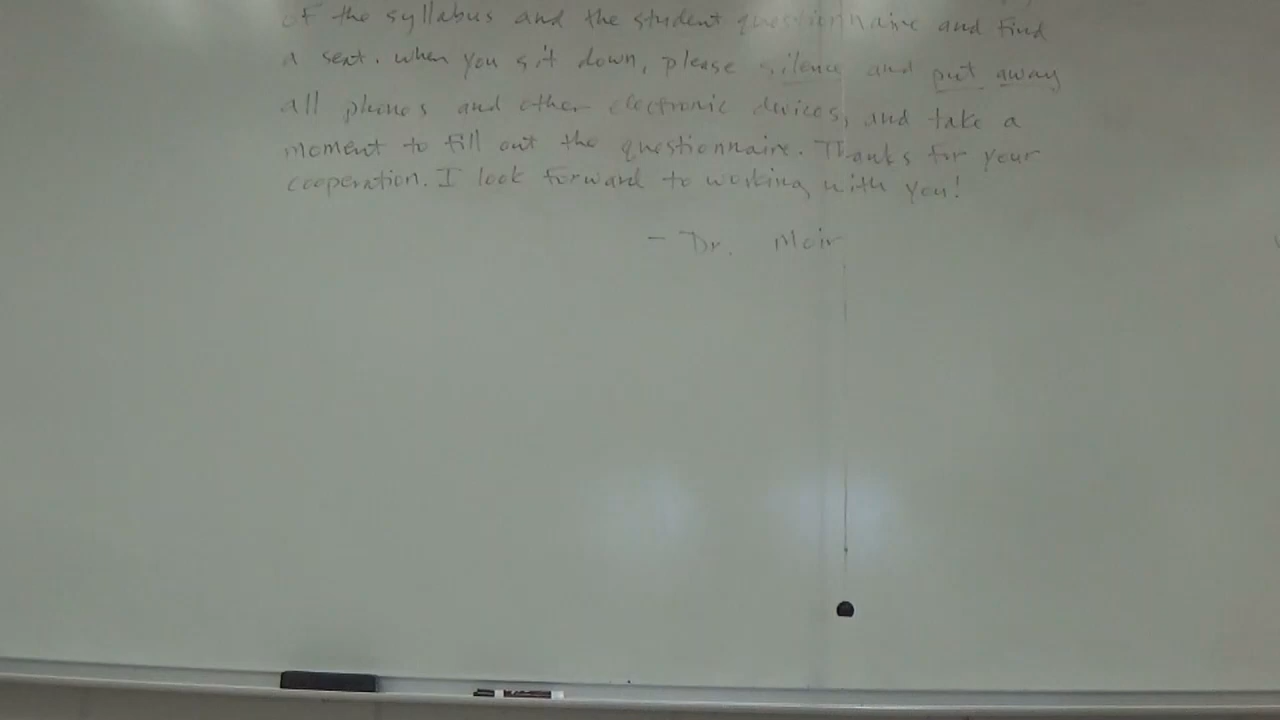 of the syllabus and the student questionnaire and find
a seat. When you sit down, please silence and put away
all phones and other electronic devices, and take a
moment to fill out the questionnaire. Thanks for your
cooperation. I look forward to working with you!
- Dr. Moir